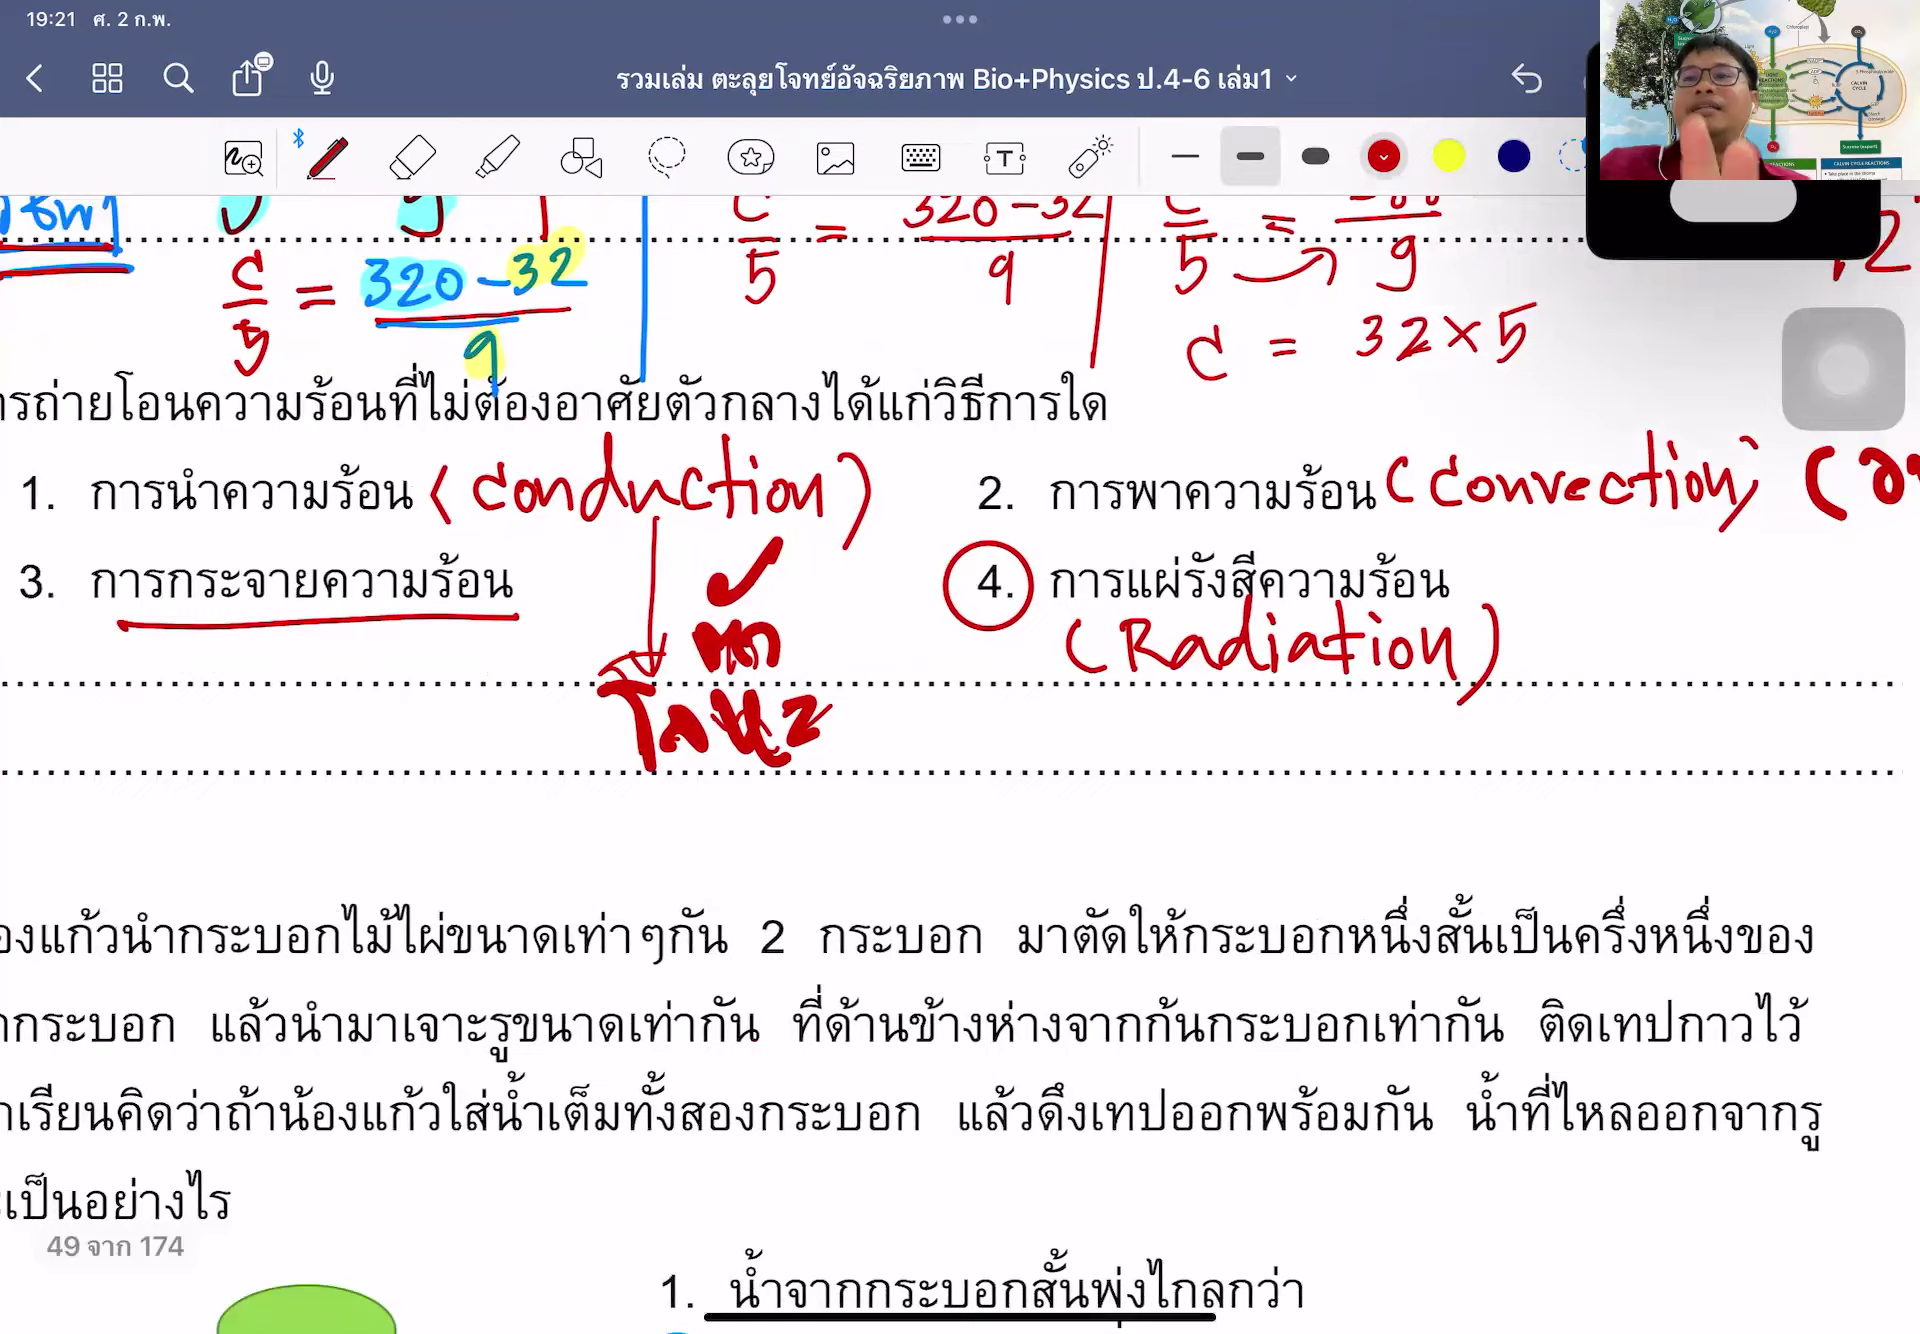 19:21 ศ. 2 ก.พ.
รวมเล่ม ตะลุยโจทย์อัจฉริยภาพ Bio+Physics ป.4-6 เล่ม1
C/5 = 320-32/9
C/5 = 320-32/9
C/5 = /9
C = 32×5
รถ่ายโอนความร้อนที่ไม่ต้องอาศัยตัวกลางได้แก่วิธีการใด
1. การนำความร้อน (conduction)
2. การพาความร้อน (convection)
3. การกระจายความร้อน
4. การแผ่รังสีความร้อน
(Radiation)
โลหะ
องแก้วนำกระบอกไม้ไผ่ขนาดเท่าๆกัน 2 กระบอก มาตัดให้กระบอกหนึ่งสั้นเป็นครึ่งหนึ่งของ
กระบอก แล้วนำมาเจาะรูขนาดเท่ากัน ที่ด้านข้างห่างจากก้นกระบอกเท่ากัน ติดเทปกาวไว้
เรียนคิดว่าถ้าน้องแก้วใส่น้ำเต็มทั้งสองกระบอก แล้วดึงเทปออกพร้อมกัน น้ำที่ไหลออกจากรู
เป็นอย่างไร
49 จาก 174
1. น้ำจากกระบอกสั้นพุ่งไกลกว่า